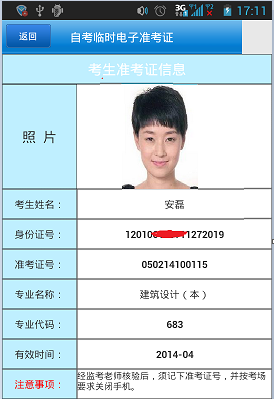 3G
17:11
返回
自考临时电子准考证
考生准考证信息
照 片
考生姓名： 安磊
身份证号： 12010 1272019
准考证号： 050214100115
专业名称： 建筑设计（本）
专业代码： 683
有效时间： 2014-04
注意事项： 经监考老师核验后，须记下准考证号，并按考场
要求关闭手机。